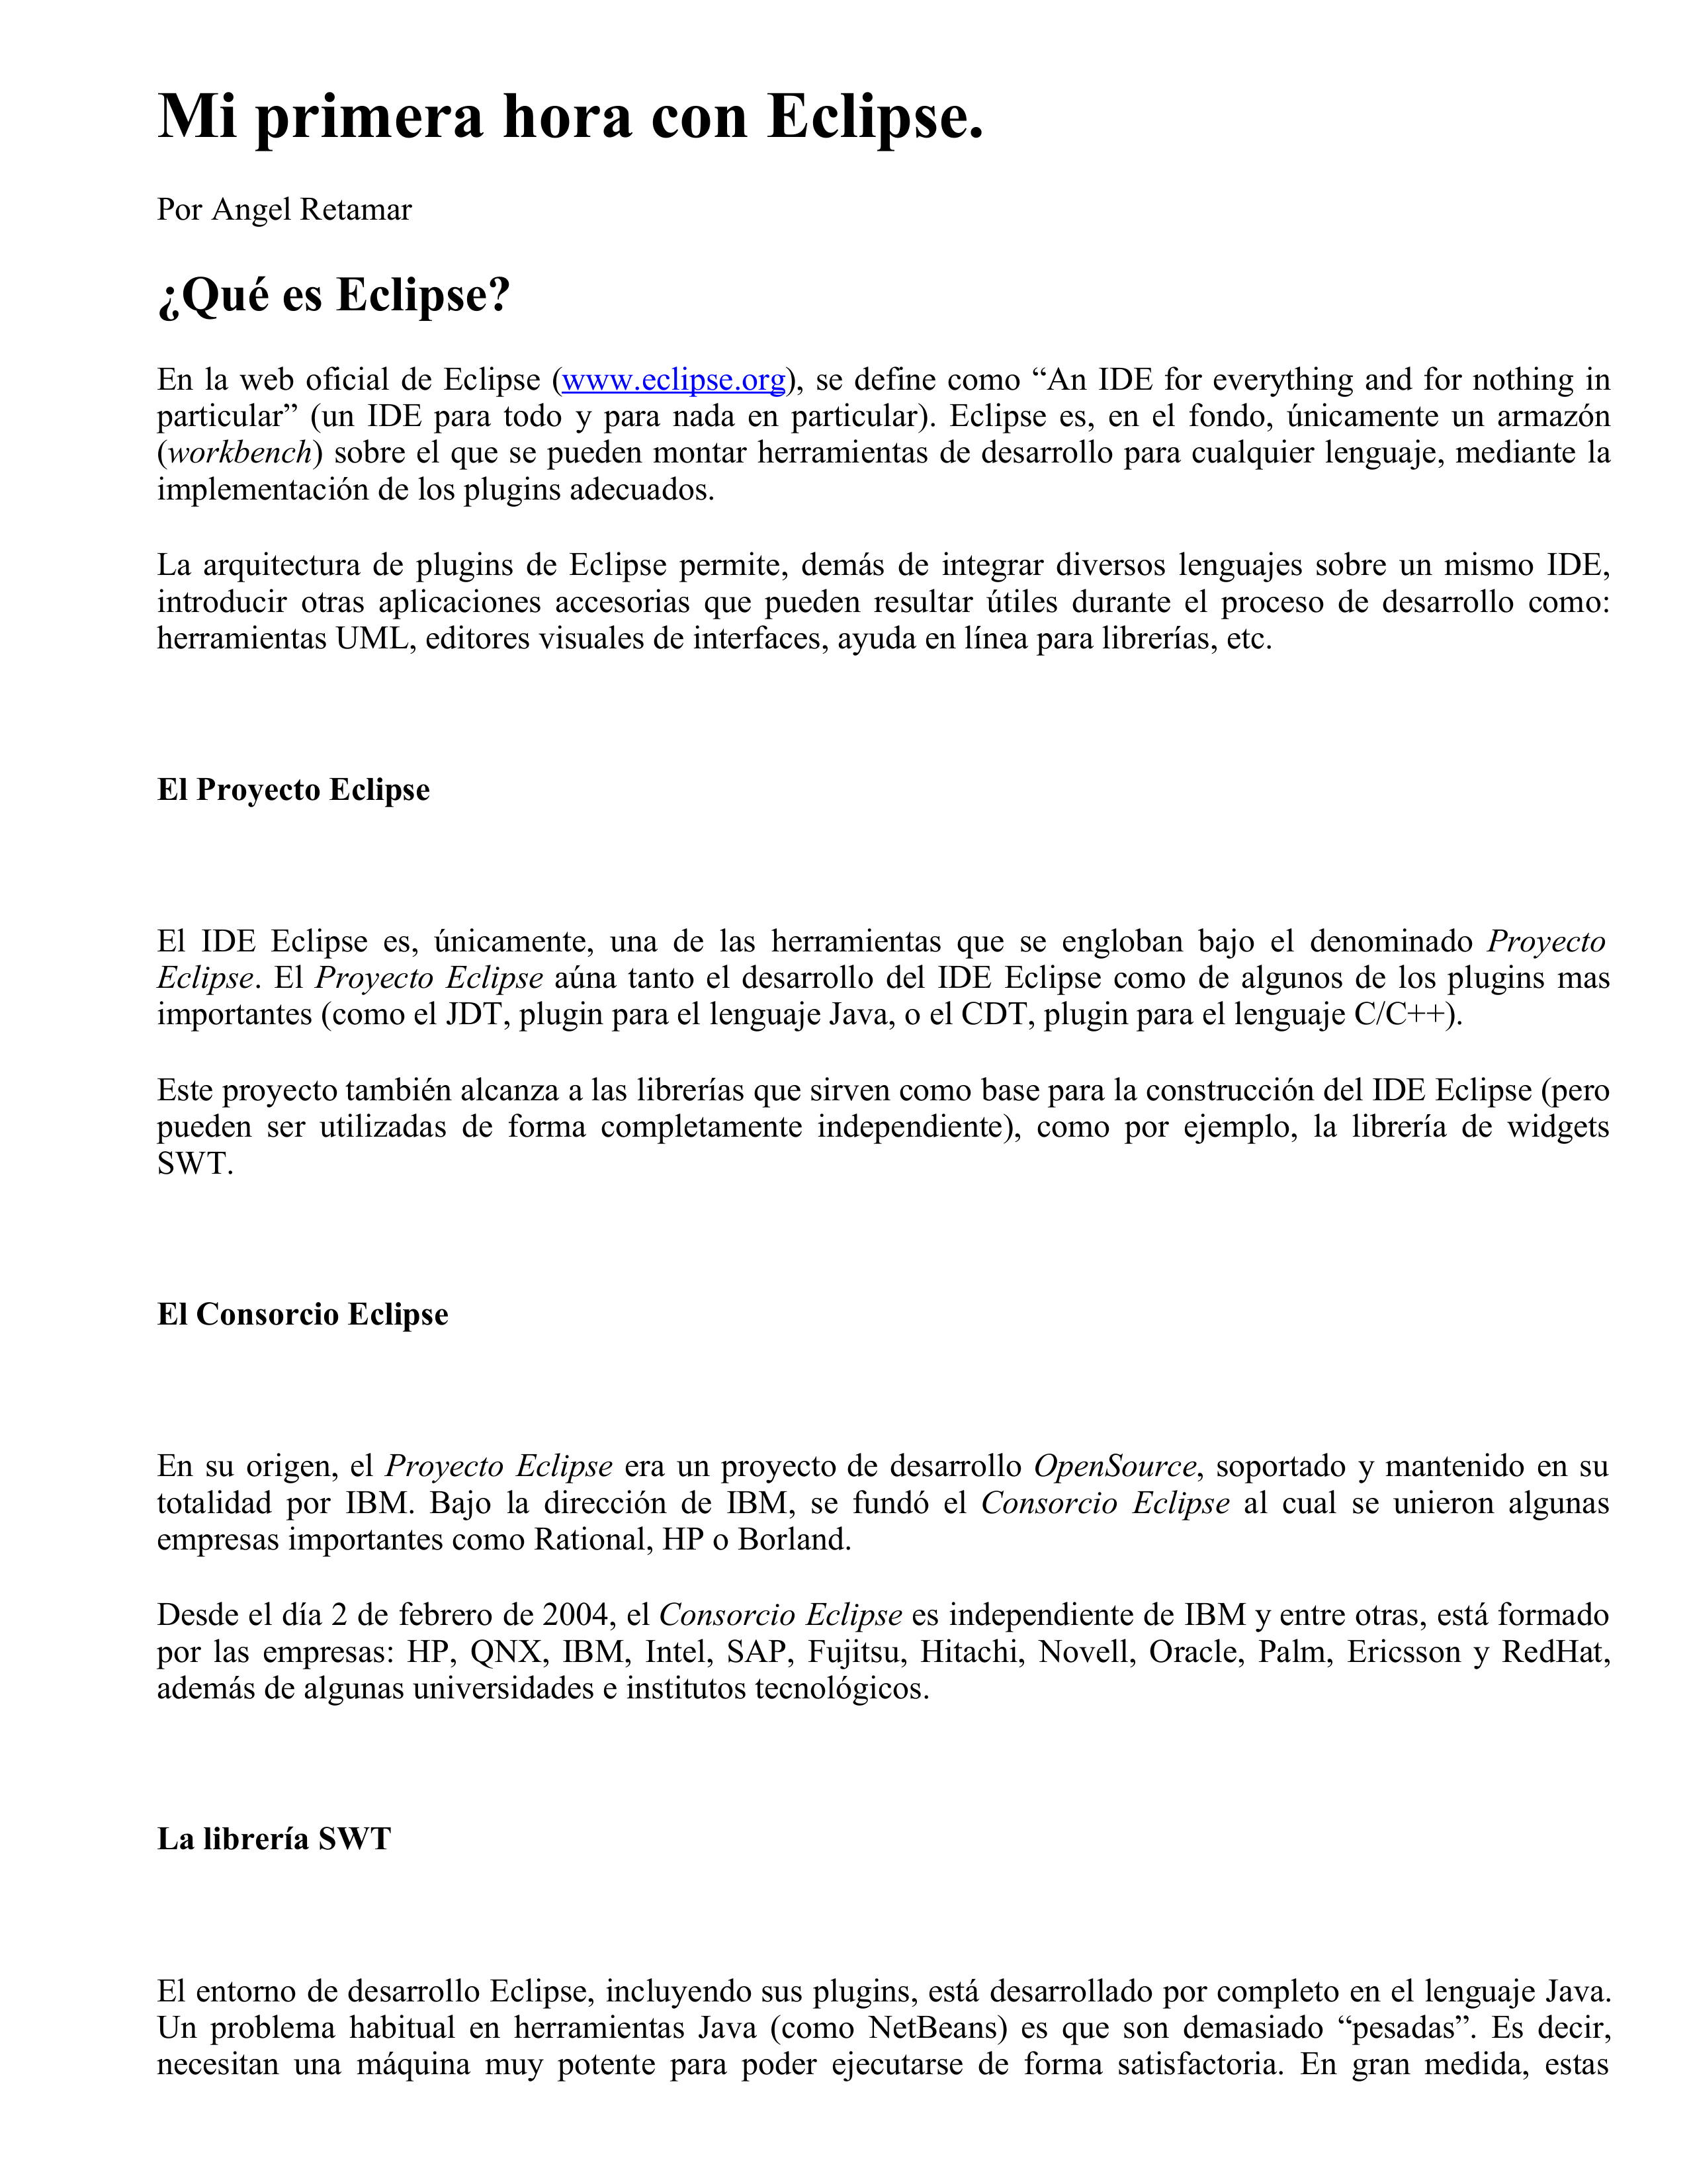 Mi primera hora con Eclipse.
Por Angel Retamar
¿Qué es Eclipse?
En la web oficial de Eclipse (www.eclipse.org), se define como “An IDE for everything and for nothing in
particular” (un IDE para todo y para nada en particular). Eclipse es, en el fondo, únicamente un armazón
(workbench) sobre el que se pueden montar herramientas de desarrollo para cualquier lenguaje, mediante la
implementación de los plugins adecuados.
La arquitectura de plugins de Eclipse permite, demás de integrar diversos lenguajes sobre un mismo IDE,
introducir otras aplicaciones accesorias que pueden resultar útiles durante el proceso de desarrollo como:
herramientas UML, editores visuales de interfaces, ayuda en línea para librerías, etc.
El Proyecto Eclipse
El IDE Eclipse es, únicamente, una de las herramientas que se engloban bajo el denominado Proyecto
Eclipse. El Proyecto Eclipse aúna tanto el desarrollo del IDE Eclipse como de algunos de los plugins mas
importantes (como el JDT, plugin para el lenguaje Java, o el CDT, plugin para el lenguaje C/C++).
Este proyecto también alcanza a las librerías que sirven como base para la construcción del IDE Eclipse (pero
pueden ser utilizadas de forma completamente independiente), como por ejemplo, la librería de widgets
SWT.
El Consorcio Eclipse
En su origen, el Proyecto Eclipse era un proyecto de desarrollo OpenSource, soportado y mantenido en su
totalidad por IBM. Bajo la dirección de IBM, se fundó el Consorcio Eclipse al cual se unieron algunas
empresas importantes como Rational, HP o Borland.
Desde el día 2 de febrero de 2004, el Consorcio Eclipse es independiente de IBM y entre otras, está formado
por las empresas: HP, QNX, IBM, Intel, SAP, Fujitsu, Hitachi, Novell, Oracle, Palm, Ericsson y RedHat,
además de algunas universidades e institutos tecnológicos.
La librería SWT
El entorno de desarrollo Eclipse, incluyendo sus plugins, está desarrollado por completo en el lenguaje Java.
Un problema habitual en herramientas Java (como NetBeans) es que son demasiado “pesadas”. Es decir,
necesitan una máquina muy potente para poder ejecutarse de forma satisfactoria. En gran medida, estas